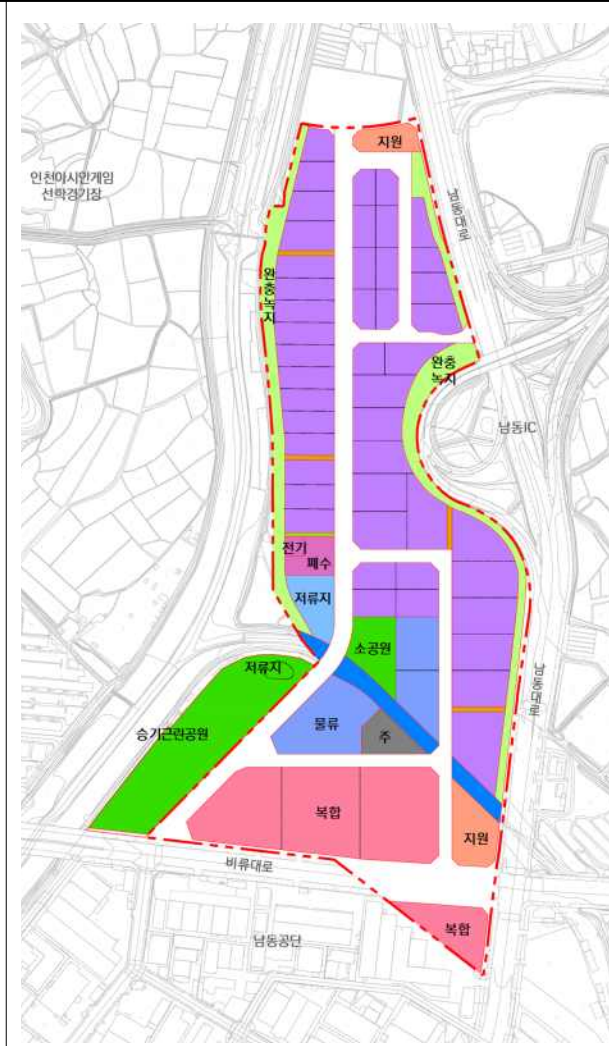 지원
인천아시안게임
선학경기장
남동대로
완충
녹지
완충
녹지
남동IC
전기
폐수
저류지
소공원
저류지
남동대로
승기근린공원
물류
주
복합
지원
비류대로
복합
남동공단